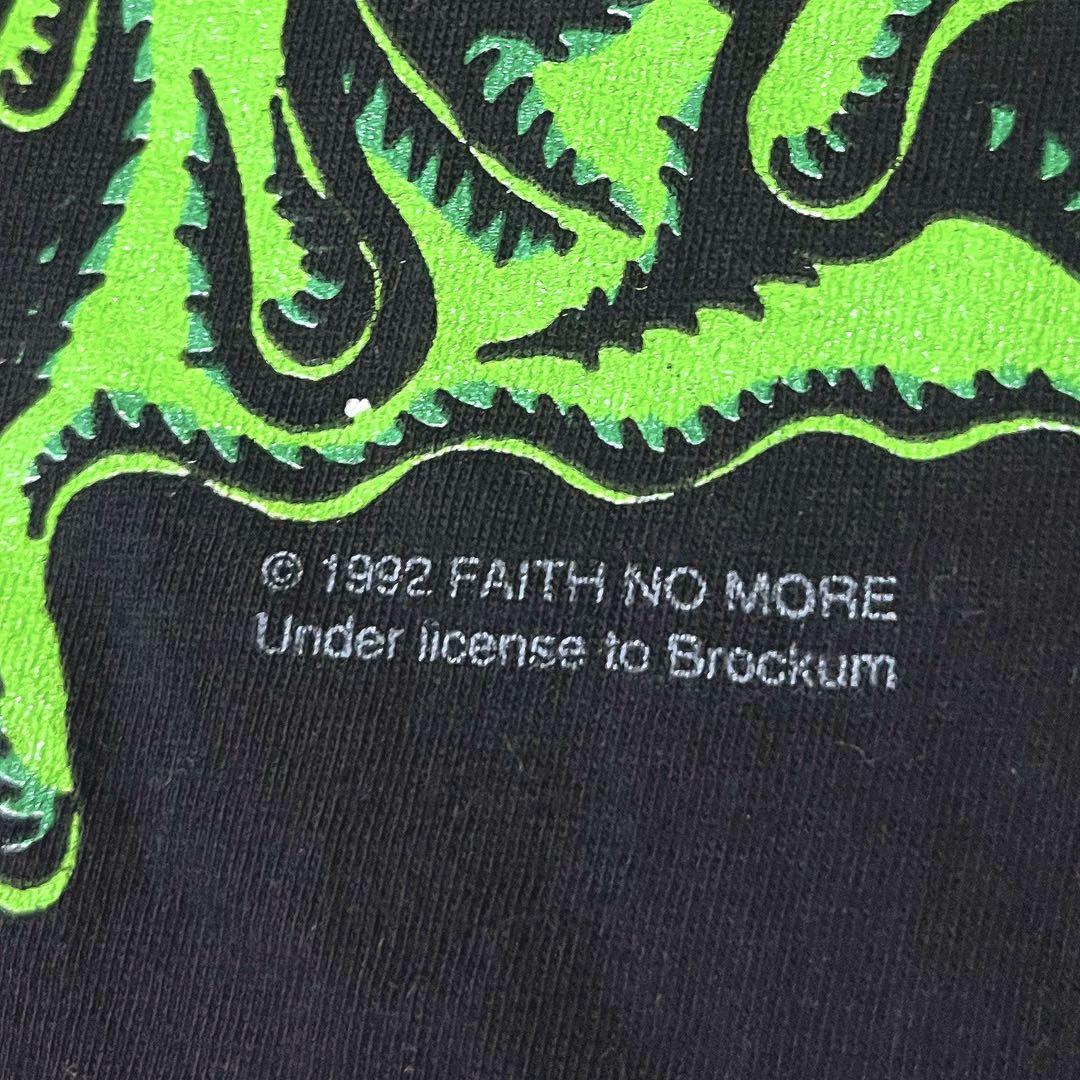 © 1992 FAITH NO MORE
Under license to Brockum